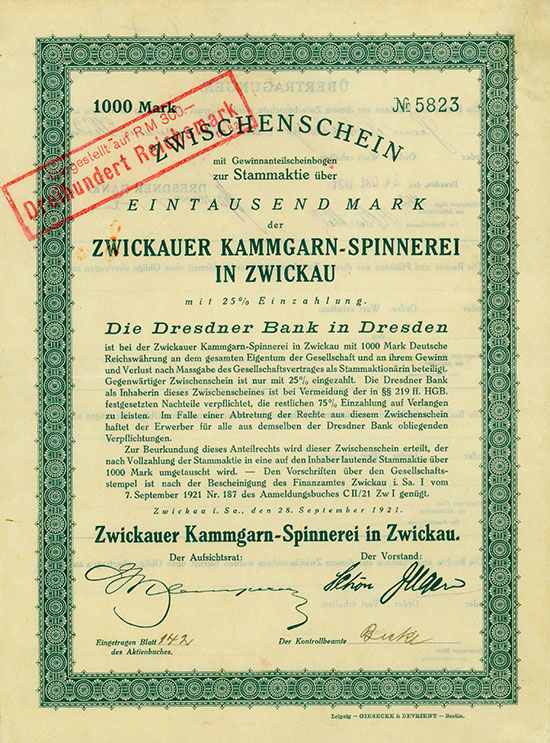 1000 Mark
№ 5823
gestellt auf RM 300—
Dreihundert Reichsmark
ZWISCHENSCHEIN
mit Gewinnanteilscheinbogen
zur Stammaktie über
EINTAUSEND MARK
der
ZWICKAUER KAMMGARN-SPINNEREI
IN ZWICKAU
mit 25% Einzahlung.
Die Dresdner Bank in Dresden
ist bei der Zwickauer Kammgarn-Spinnerei in Zwickau mit 1000 Mark Deutsche
Reichswährung an dem gesamten Eigentum der Gesellschaft und an ihrem Gewinn
und Verlust nach Massgabe des Gesellschaftsvertrages als Stammaktionärin beteiligt.
Gegenwärtiger Zwischenschein ist nur mit 25% eingezahlt. Die Dresdner Bank
als Inhaberin dieses Zwischenscheines ist bei Vermeidung der in §§ 219 ff. HGB.
festgesetzten Nachteile verpflichtet, die restlichen 75% Einzahlung auf Verlangen
zu leisten. Im Falle einer Abtretung der Rechte aus diesem Zwischenschein
haftet der Erwerber für alle aus demselben der Dresdner Bank obliegenden
Verpflichtungen.
Zur Beurkundung dieses Anteilrechts wird dieser Zwischenschein erteilt, der
nach Vollzahlung der Stammaktie in eine auf den Inhaber lautende Stammaktie über
1000 Mark umgetauscht wird. — Den Vorschriften über den Gesellschafts-
stempel ist nach der Bescheinigung des Finanzamtes Zwickau i. Sa. I vom
7. September 1921 Nr. 187 des Anmeldungsbuches C II/21 Zw I genügt.
Zwickau i. Sa., den 28. September 1921.
Zwickauer Kammgarn-Spinnerei in Zwickau.
Der Aufsichtsrat: Der Vorstand:
Eingetragen Blatt 142
des Aktienbuches.
Der Kontrollbeamte
Leipzig — GIESECKE & DEVRIENT — Berlin.